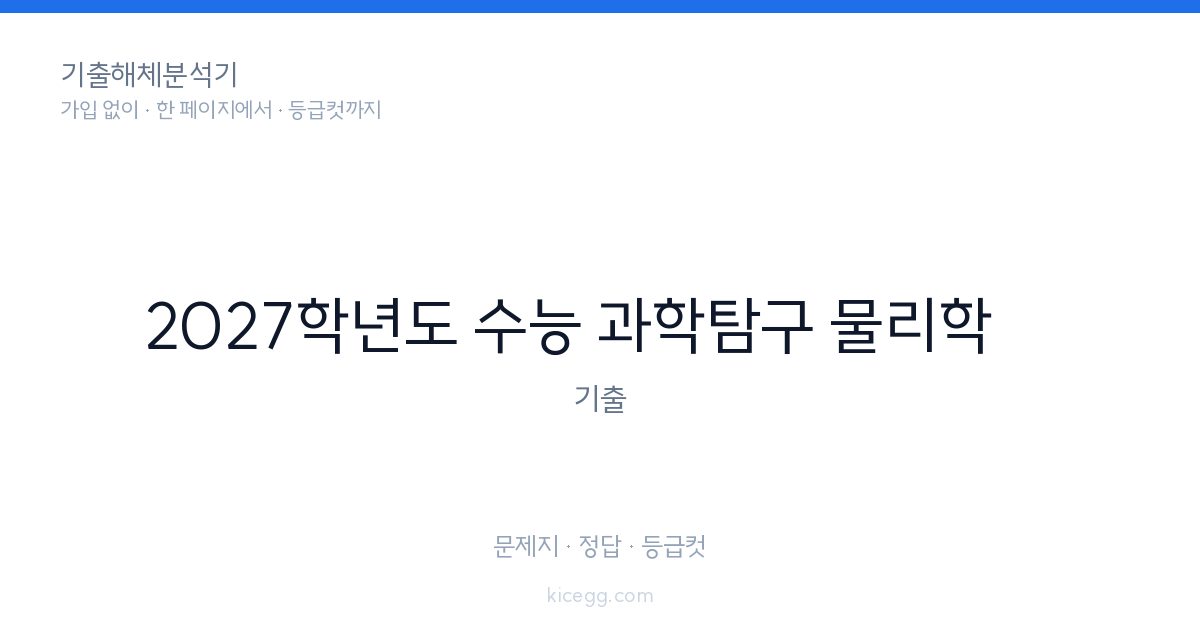 기출해체분석기
가입 없이 · 한 페이지에서 · 등급컷까지
2027학년도 수능 과학탐구 물리학
기출
문제지 · 정답 · 등급컷
kicegg.com